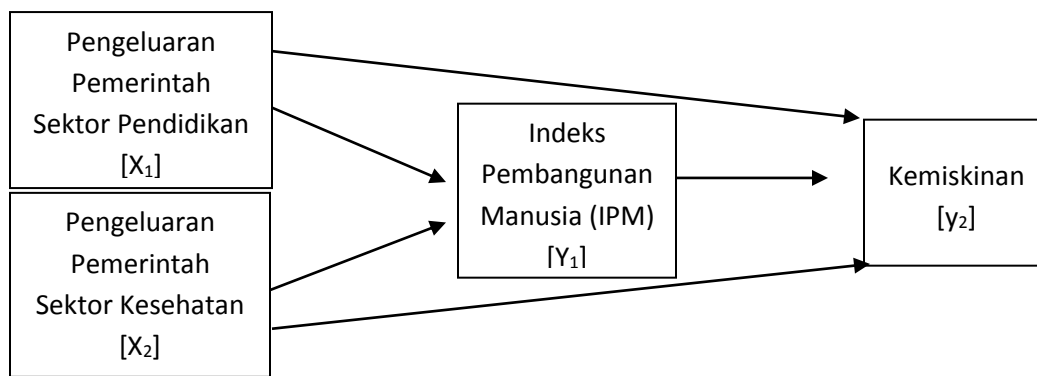 Pengeluaran
Pemerintah
Sektor Pendidikan
[X₁]
Pengeluaran
Pemerintah
Sektor Kesehatan
[X₂]
Indeks
Pembangunan
Manusia (IPM)
[Y₁]
Kemiskinan
[y₂]